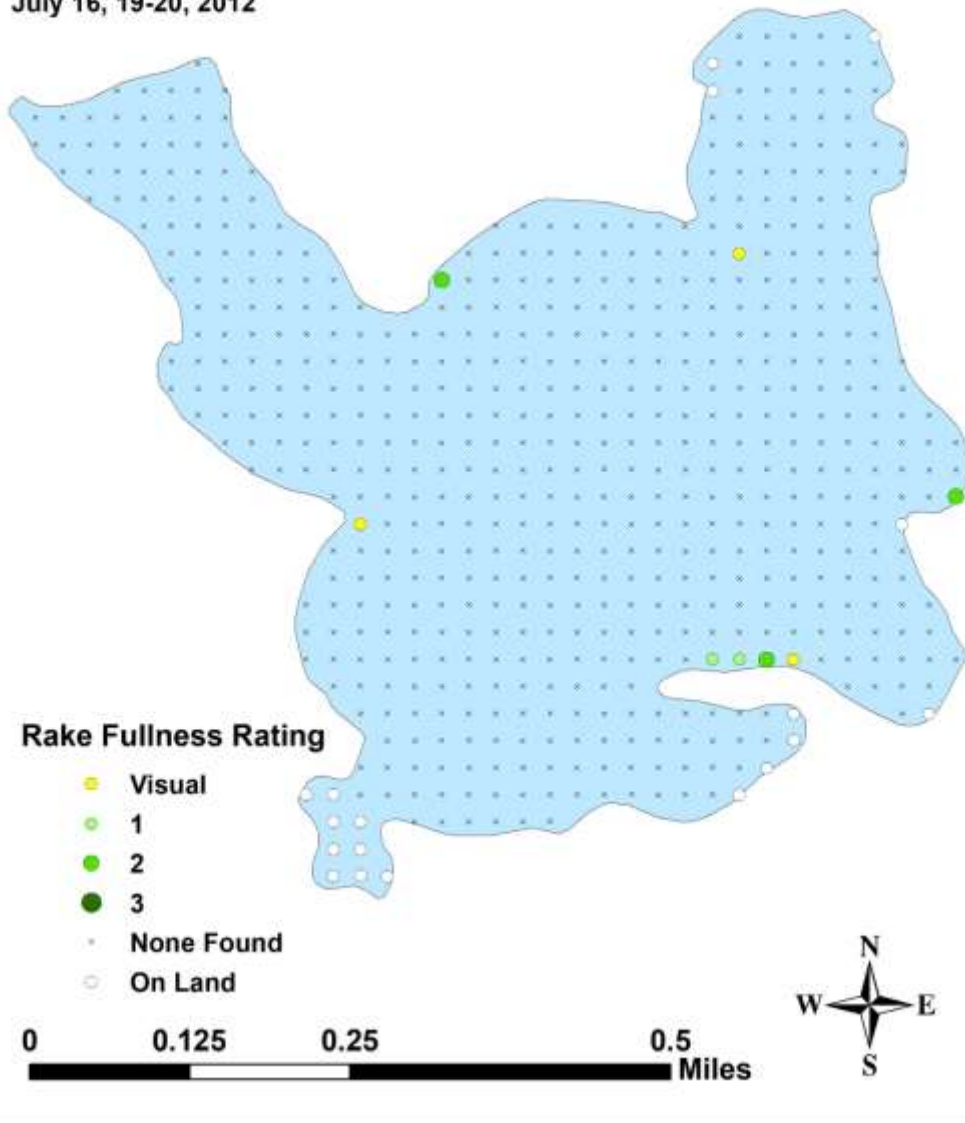 July 16, 19-20, 2012
Rake Fullness Rating
Visual
1
2
3
None Found
On Land
N
W E
S
0 0.125 0.25 0.5
Miles